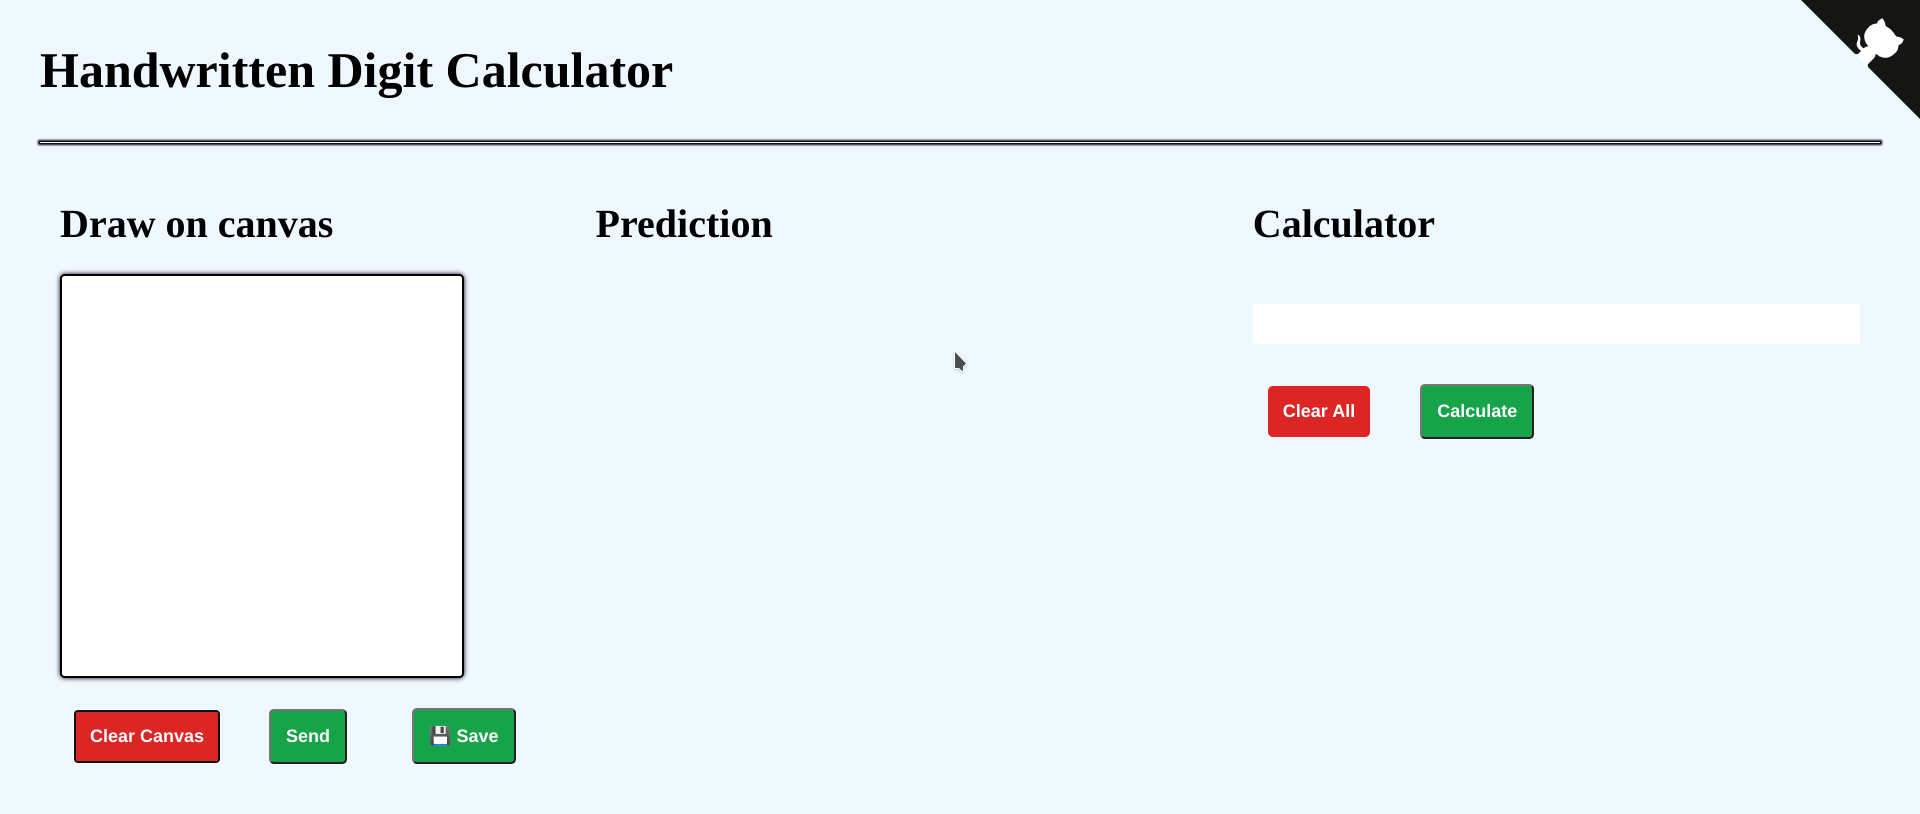 Handwritten Digit Calculator
Draw on canvas
Prediction
Calculator
Clear All
Calculate
Clear Canvas
Send
💾 Save